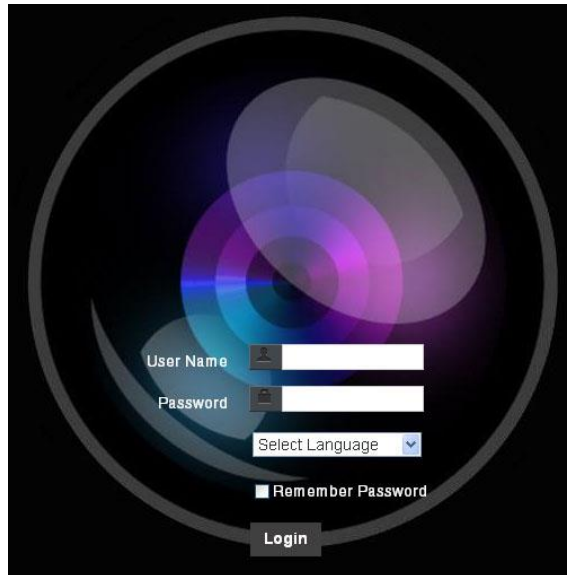 User Name
Password
Select Language
Remember Password
Login